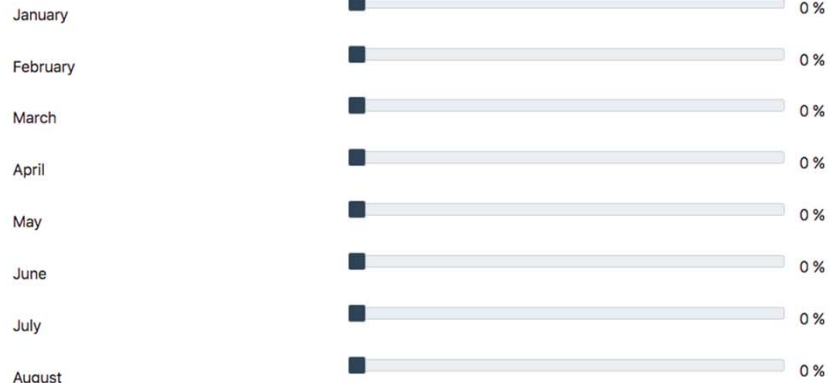 January 0 %
February 0 %
March 0 %
April 0 %
May 0 %
June 0 %
July 0 %
August 0 %